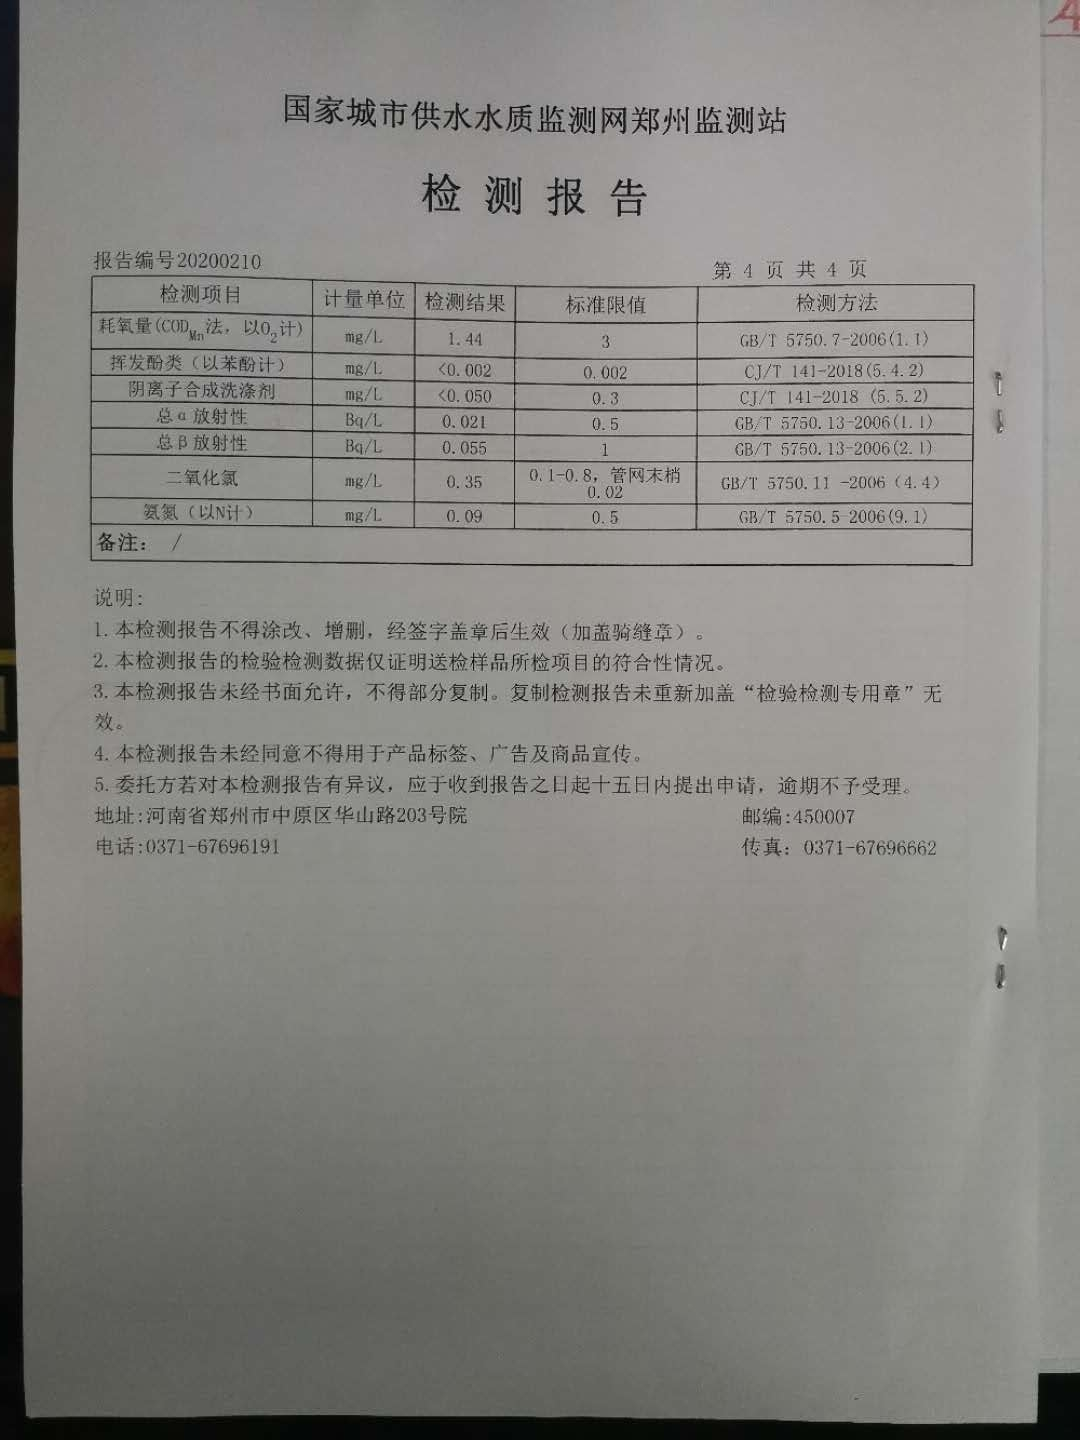 国家城市供水水质监测网郑州监测站
检测报告
报告编号20200210
第 4 页 共 4 页
检测项目 计量单位 检测结果 标准限值 检测方法
耗氧量(CODMn法，以O2计) mg/L 1.44 3 GB/T 5750.7-2006(1.1)
挥发酚类（以苯酚计） mg/L <0.002 0.002 CJ/T 141-2018(5.4.2)
阴离子合成洗涤剂 mg/L <0.050 0.3 CJ/T 141-2018 (5.5.2)
总α放射性 Bq/L 0.021 0.5 GB/T 5750.13-2006(1.1)
总β放射性 Bq/L 0.055 1 GB/T 5750.13-2006(2.1)
二氧化氯 mg/L 0.35 0.1-0.8，管网末梢 0.02 GB/T 5750.11 -2006（4.4）
氨氮（以N计） mg/L 0.09 0.5 GB/T 5750.5-2006(9.1)
备注： /
说明：
1. 本检测报告不得涂改、增删，经签字盖章后生效（加盖骑缝章）。
2. 本检测报告的检验检测数据仅证明送检样品所检项目的符合性情况。
3. 本检测报告未经书面允许，不得部分复制。复制检测报告未重新加盖“检验检测专用章”无
效。
4. 本检测报告未经同意不得用于产品标签、广告及商品宣传。
5. 委托方若对本检测报告有异议，应于收到报告之日起十五日内提出申请，逾期不予受理。
地址:河南省郑州市中原区华山路203号院 邮编:450007
电话:0371-67696191 传真：0371-67696662